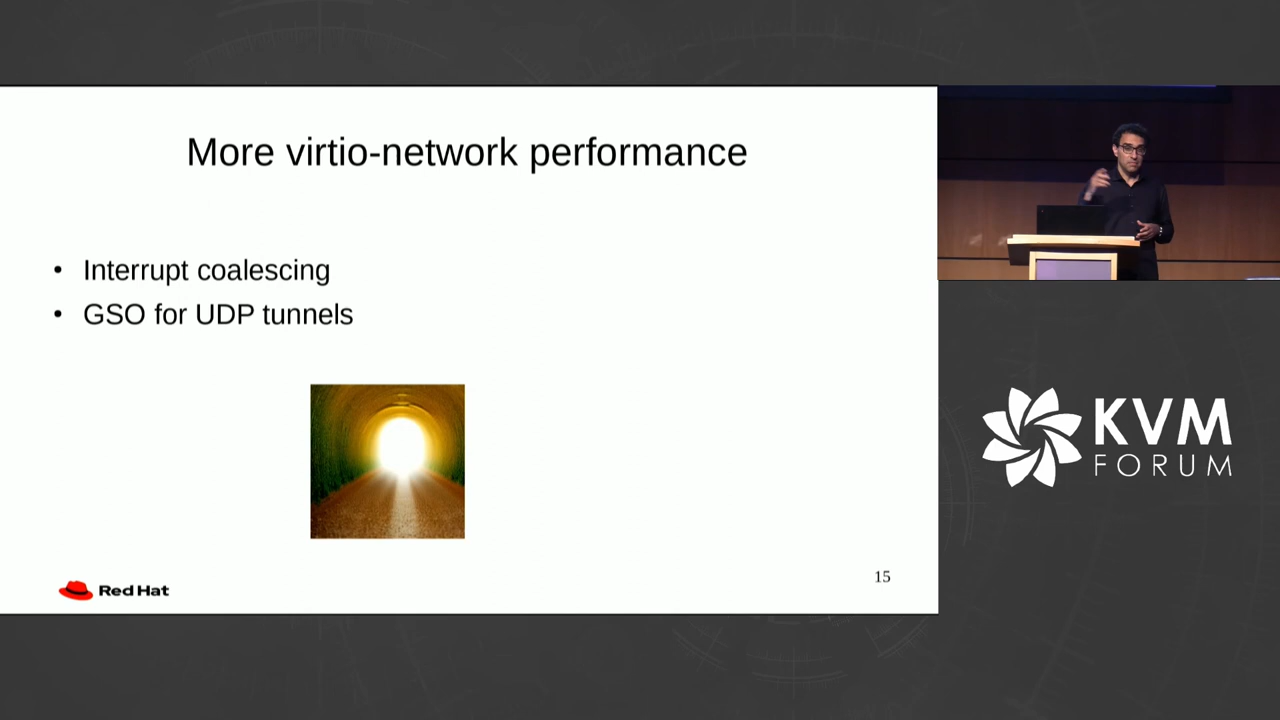 More virtio-network performance
• Interrupt coalescing
• GSO for UDP tunnels
Red Hat
15
KVM
FORUM